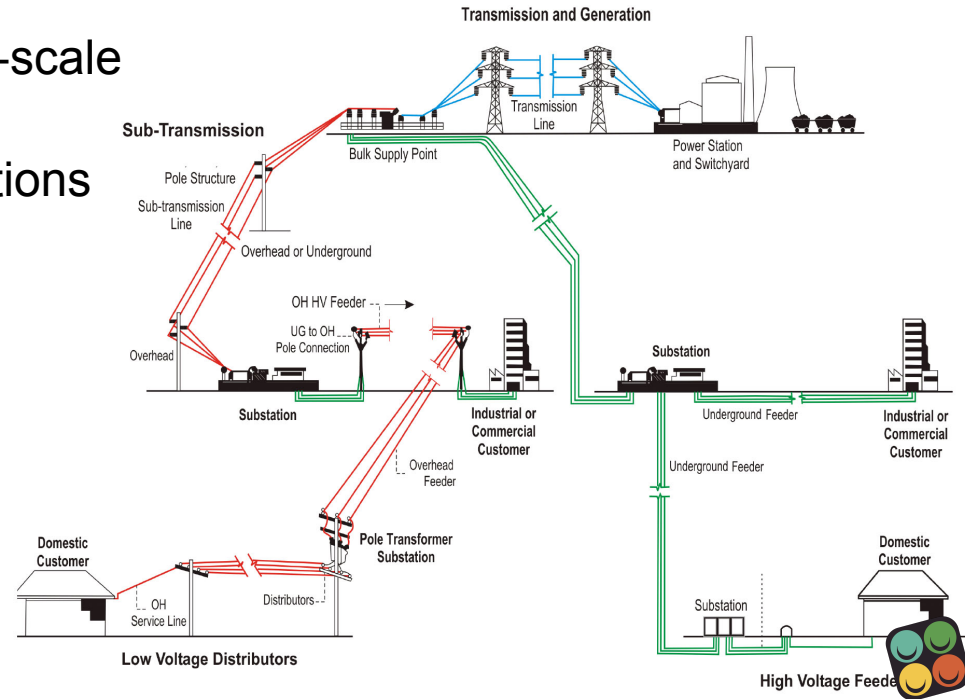 Transmission and Generation
-scale
tions
Sub-Transmission
Transmission
Line
Power Station
and Switchyard
Bulk Supply Point
Pole Structure
Sub-transmission
Line
Overhead or Underground
OH HV Feeder
UG to OH
Pole Connection
Overhead
Substation
Industrial or
Commercial
Customer
Substation
Underground Feeder
Industrial or
Commercial
Customer
Overhead
Feeder
Underground Feeder
Pole Transformer
Substation
Domestic
Customer
OH
Service Line
Distributors
Low Voltage Distributors
Domestic
Customer
Substation
High Voltage Feede